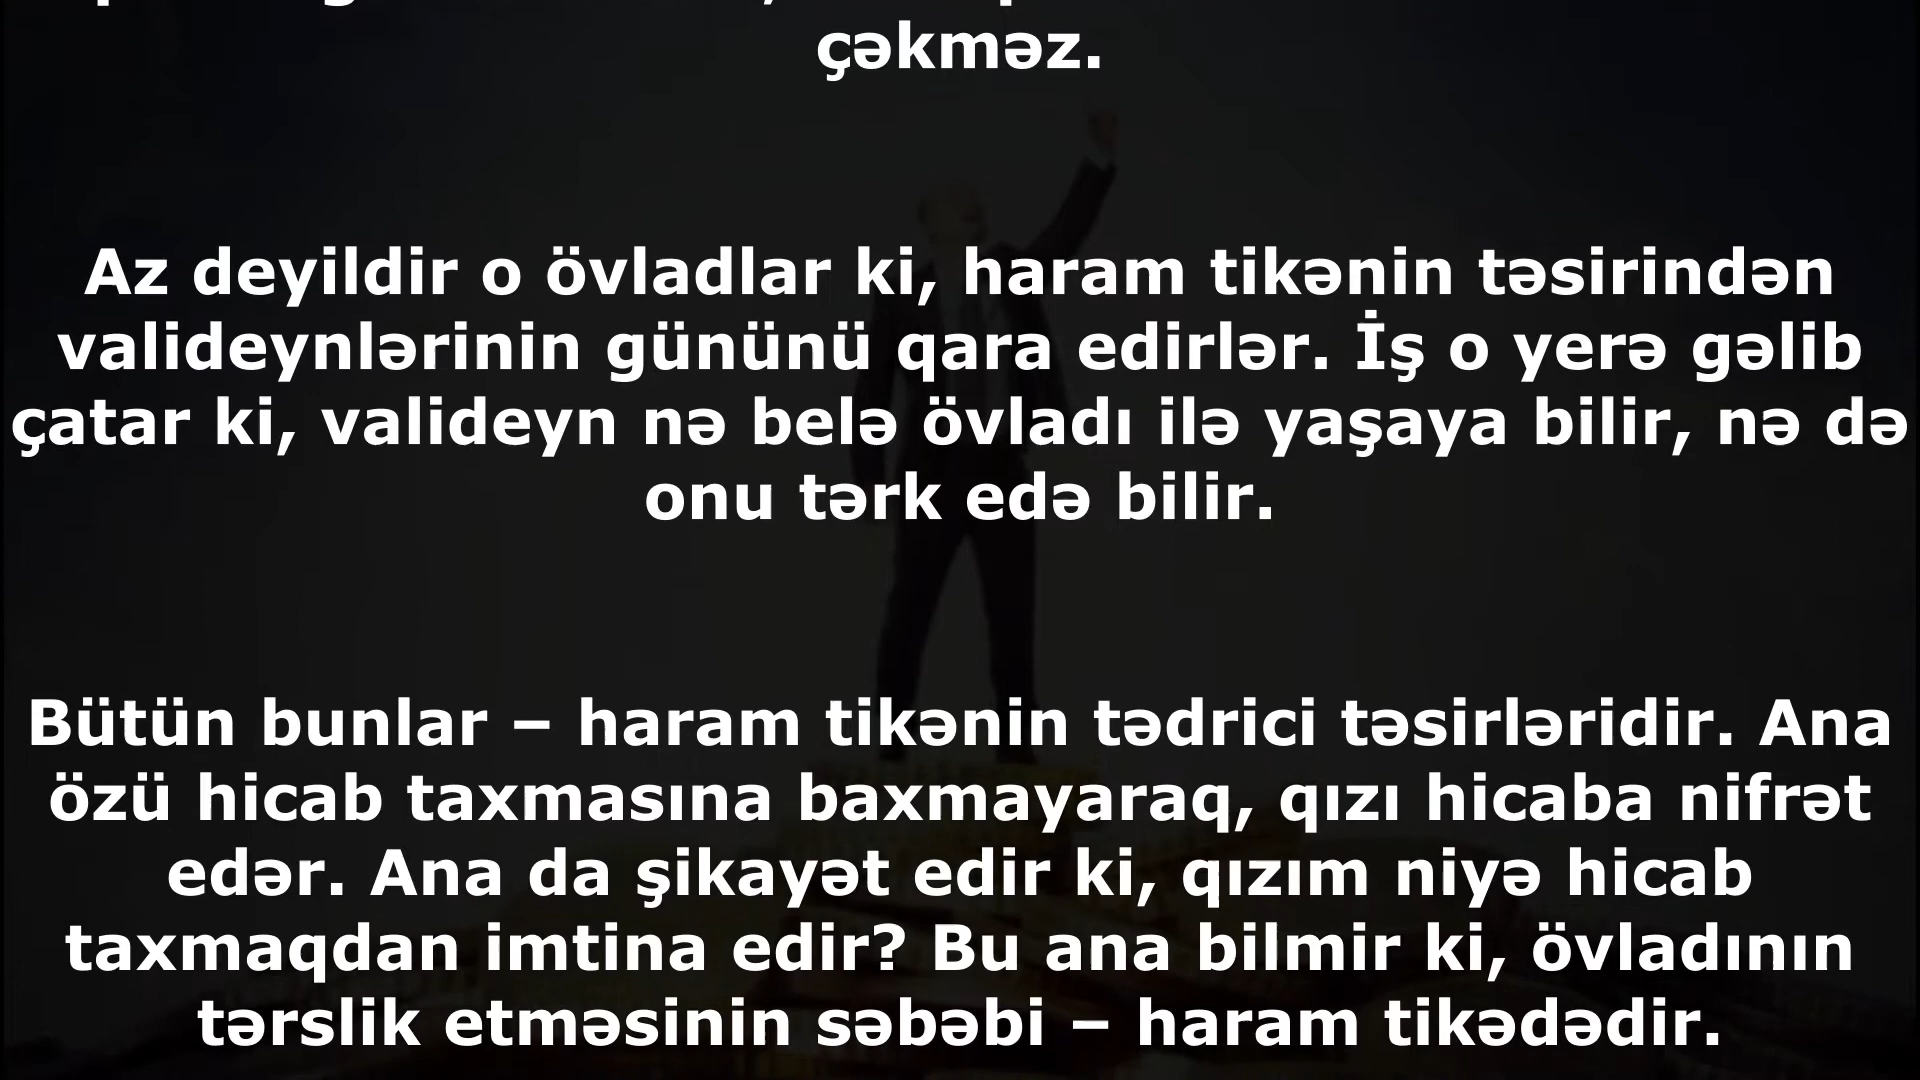 çəkməz.
Az deyildir o övladlar ki, haram tikənin təsirindən
valideynlərinin gününü qara edirlər. İş o yerə gəlib
çatar ki, valideyn nə belə övladı ilə yaşaya bilir, nə də
onu tərk edə bilir.
Bütün bunlar – haram tikənin tədrici təsirləridir. Ana
özü hicab taxmasına baxmayaraq, qızı hicaba nifrət
edər. Ana da şikayət edir ki, qızım niyə hicab
taxmaqdan imtina edir? Bu ana bilmir ki, övladının
tərslik etməsinin səbəbi – haram tikədədir.